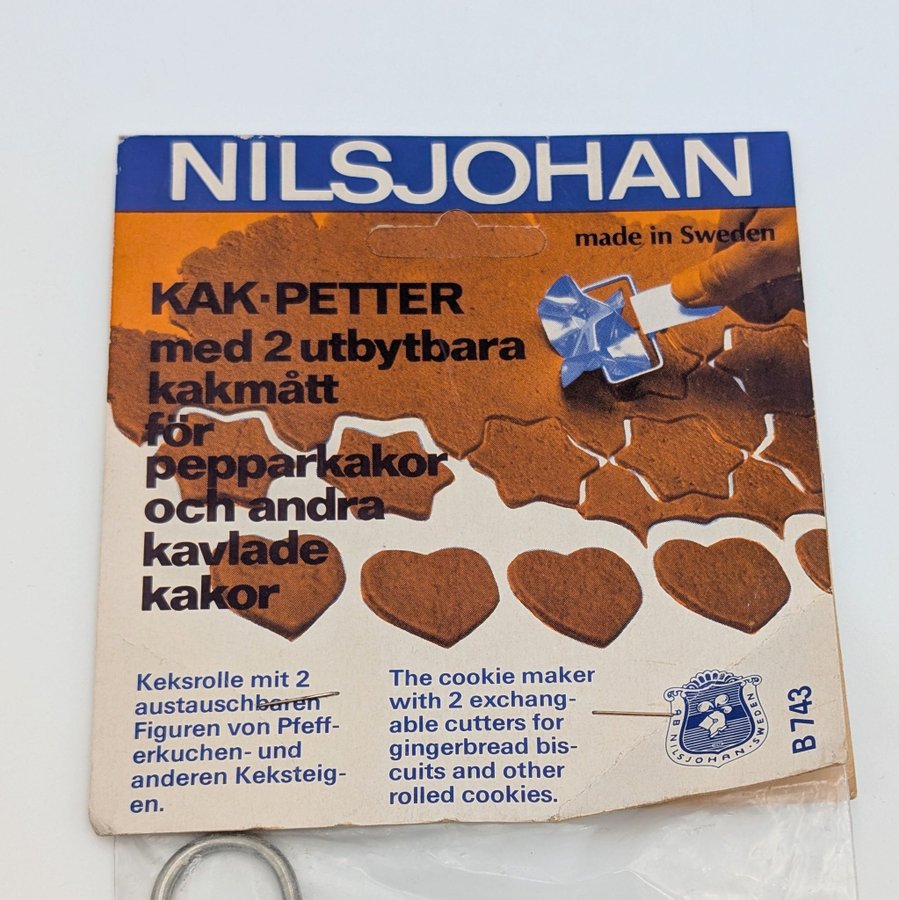 NILSJOHAN
made in Sweden
KAK·PETTER
med 2 utbytbara
kakmått
för
pepparkakor
och andra
kavlade
kakor
Keksrolle mit 2
austauschbaren
Figuren von Pfeff-
erkuchen- und
anderen Keksteig-
en.
The cookie maker
with 2 exchang-
able cutters for
gingerbread bis-
cuits and other
rolled cookies.
AB NILSJOHAN · SWEDEN
B 743